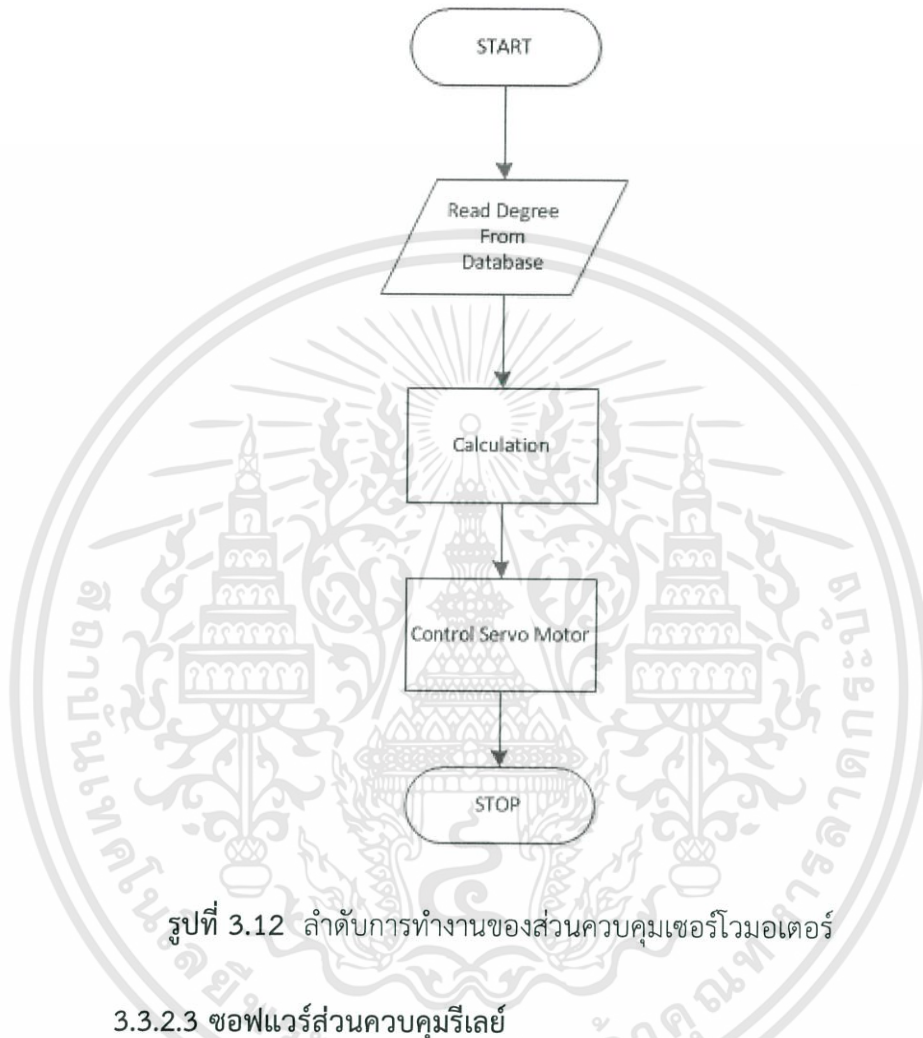 START
Read Degree
From
Database
Calculation
Control Servo Motor
STOP
รูปที่ 3.12 ลำดับการทำงานของส่วนควบคุมเซอร์โวมอเตอร์
3.3.2.3 ซอฟแวร์ส่วนควบคุมรีเลย์